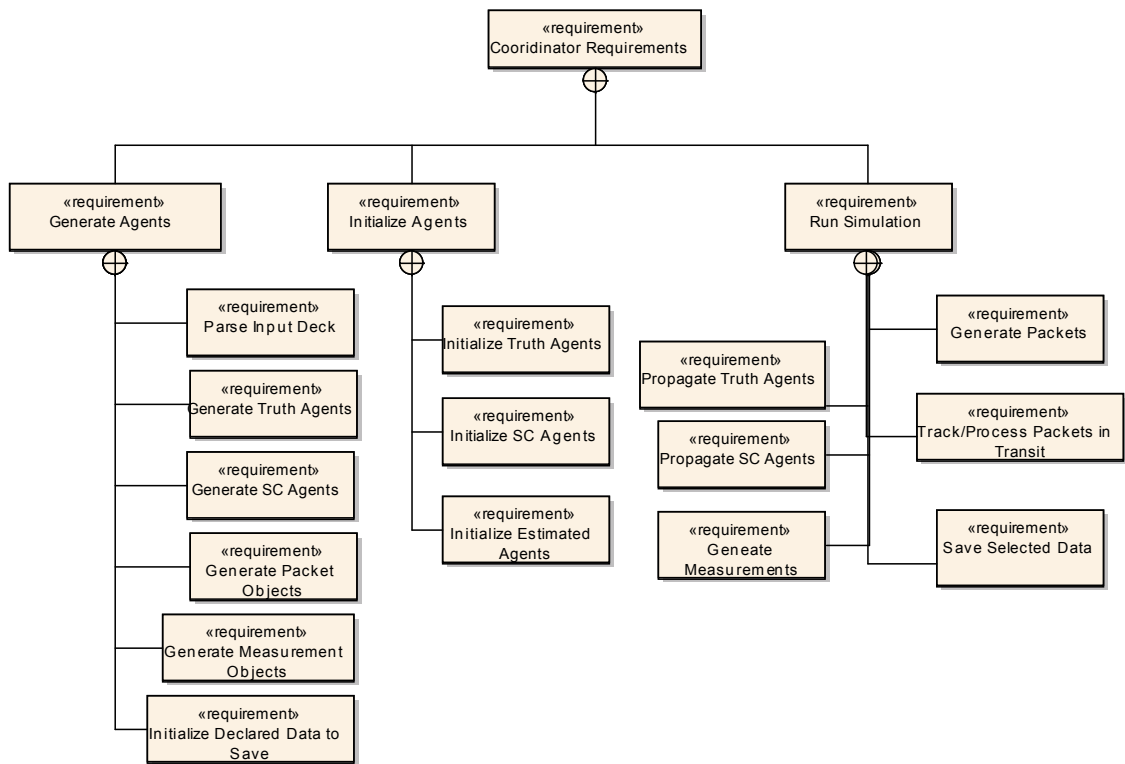 «requirement»
Cooridinator Requirements
«requirement»
Generate Agents
«requirement»
Initialize Agents
«requirement»
Run Simulation
«requirement»
Parse Input Deck
«requirement»
Generate Truth Agents
«requirement»
Generate SC Agents
«requirement»
Generate Packet
Objects
«requirement»
Generate Measurement
Objects
«requirement»
Initialize Declared Data to
Save
«requirement»
Initialize Truth Agents
«requirement»
Initialize SC Agents
«requirement»
Initialize Estimated
Agents
«requirement»
Propagate Truth Agents
«requirement»
Propagate SC Agents
«requirement»
Geneate
Measurements
«requirement»
Generate Packets
«requirement»
Track/Process Packets in
Transit
«requirement»
Save Selected Data